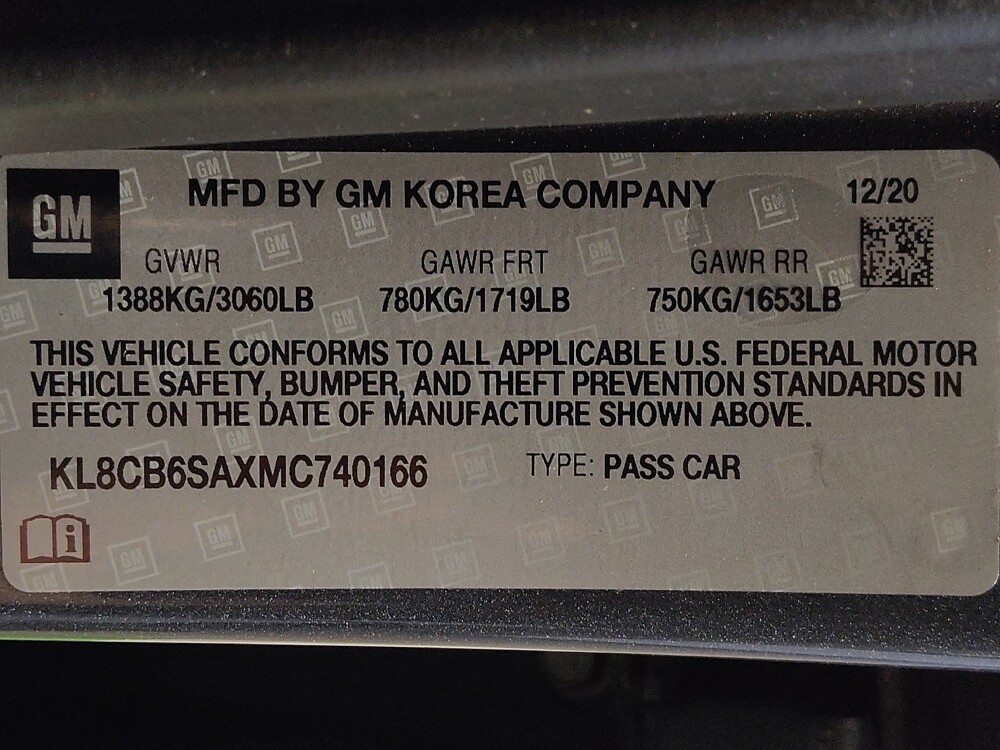 GM
MFD BY GM KOREA COMPANY
12/20
GVWR GAWR FRT GAWR RR
1388KG/3060LB 780KG/1719LB 750KG/1653LB
THIS VEHICLE CONFORMS TO ALL APPLICABLE U.S. FEDERAL MOTOR
VEHICLE SAFETY, BUMPER, AND THEFT PREVENTION STANDARDS IN
EFFECT ON THE DATE OF MANUFACTURE SHOWN ABOVE.
KL8CB6SAXMC740166 TYPE: PASS CAR